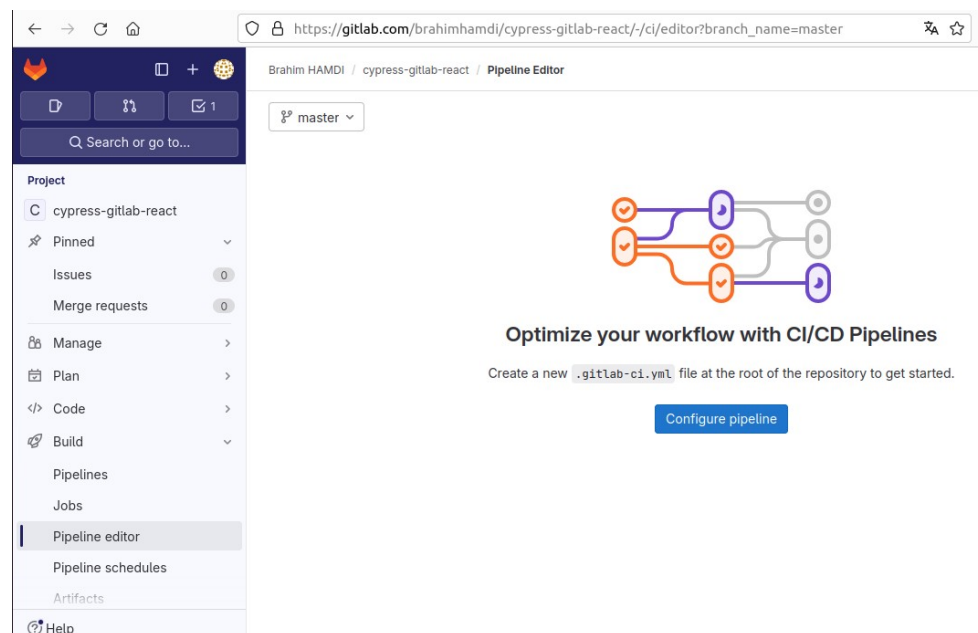 https://gitlab.com/brahimhamdi/cypress-gitlab-react/-/ci/editor?branch_name=master
Brahim HAMDI / cypress-gitlab-react / Pipeline Editor
1
master
Search or go to...
Project
C cypress-gitlab-react
Pinned
Issues 0
Merge requests 0
Manage
Plan
Code
Build
Pipelines
Jobs
Pipeline editor
Pipeline schedules
Artifacts
Help
Optimize your workflow with CI/CD Pipelines
Create a new .gitlab-ci.yml file at the root of the repository to get started.
Configure pipeline